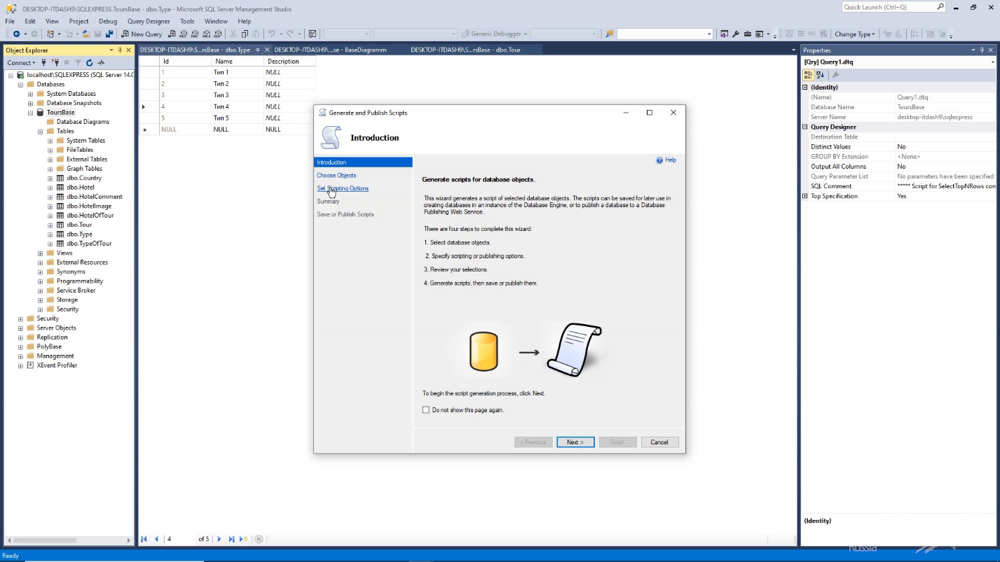 DESKTOP-ITDASH9\SQLEXPRESS.ToursBase - dbo.Type - Microsoft SQL Server Management Studio
Quick Launch (Ctrl+Q)
File Edit View Project Debug Query Designer Tools Window Help
New Query
Generic Debugger
Change Type
Object Explorer
Connect
localhost\SQLEXPRESS (SQL Server 14.0
Databases
System Databases
Database Snapshots
ToursBase
Database Diagrams
Tables
System Tables
FileTables
External Tables
Graph Tables
dbo.Country
dbo.Hotel
dbo.HotelComment
dbo.HotelImage
dbo.HotelOfTour
dbo.Tour
dbo.Type
dbo.TypeOfTour
Views
External Resources
Synonyms
Programmability
Service Broker
Storage
Security
Security
Server Objects
Replication
PolyBase
Management
XEvent Profiler
DESKTOP-ITDASH9\S...rsBase - dbo.Type
DESKTOP-ITDASH9\...se - BaseDiagramm
DESKTOP-ITDASH9\S...rsBase - dbo.Tour
Id Name Description
1 Тип 1 NULL
2 Тип 2 NULL
3 Тип 3 NULL
4 Тип 4 NULL
5 Тип 5 NULL
NULL NULL NULL
4 of 5
Generate and Publish Scripts
Introduction
Introduction
Choose Objects
Set Scripting Options
Summary
Save or Publish Scripts
Help
Generate scripts for database objects.
This wizard generates a script of selected database objects. The scripts can be saved for later use in
creating databases in an instance of the Database Engine, or to publish a database to a Database
Publishing Web Service.
There are four steps to complete this wizard:
1. Select database objects.
2. Specify scripting or publishing options.
3. Review your selections.
4. Generate scripts, then save or publish them.
To begin the script generation process, click Next.
Do not show this page again.
< Previous
Next >
Finish
Cancel
Properties
[Qry] Query1.dtq
(Identity)
(Name) Query1.dtq
Database Name ToursBase
Server Name desktop-itdash9\sqlexpress
Query Designer
Destination Table
Distinct Values No
GROUP BY Extension <None>
Output All Columns No
Query Parameter List No parameters have been specified
SQL Comment ***** Script for SelectTopNRows com
Top Specification Yes
(Identity)
Russia
Ready